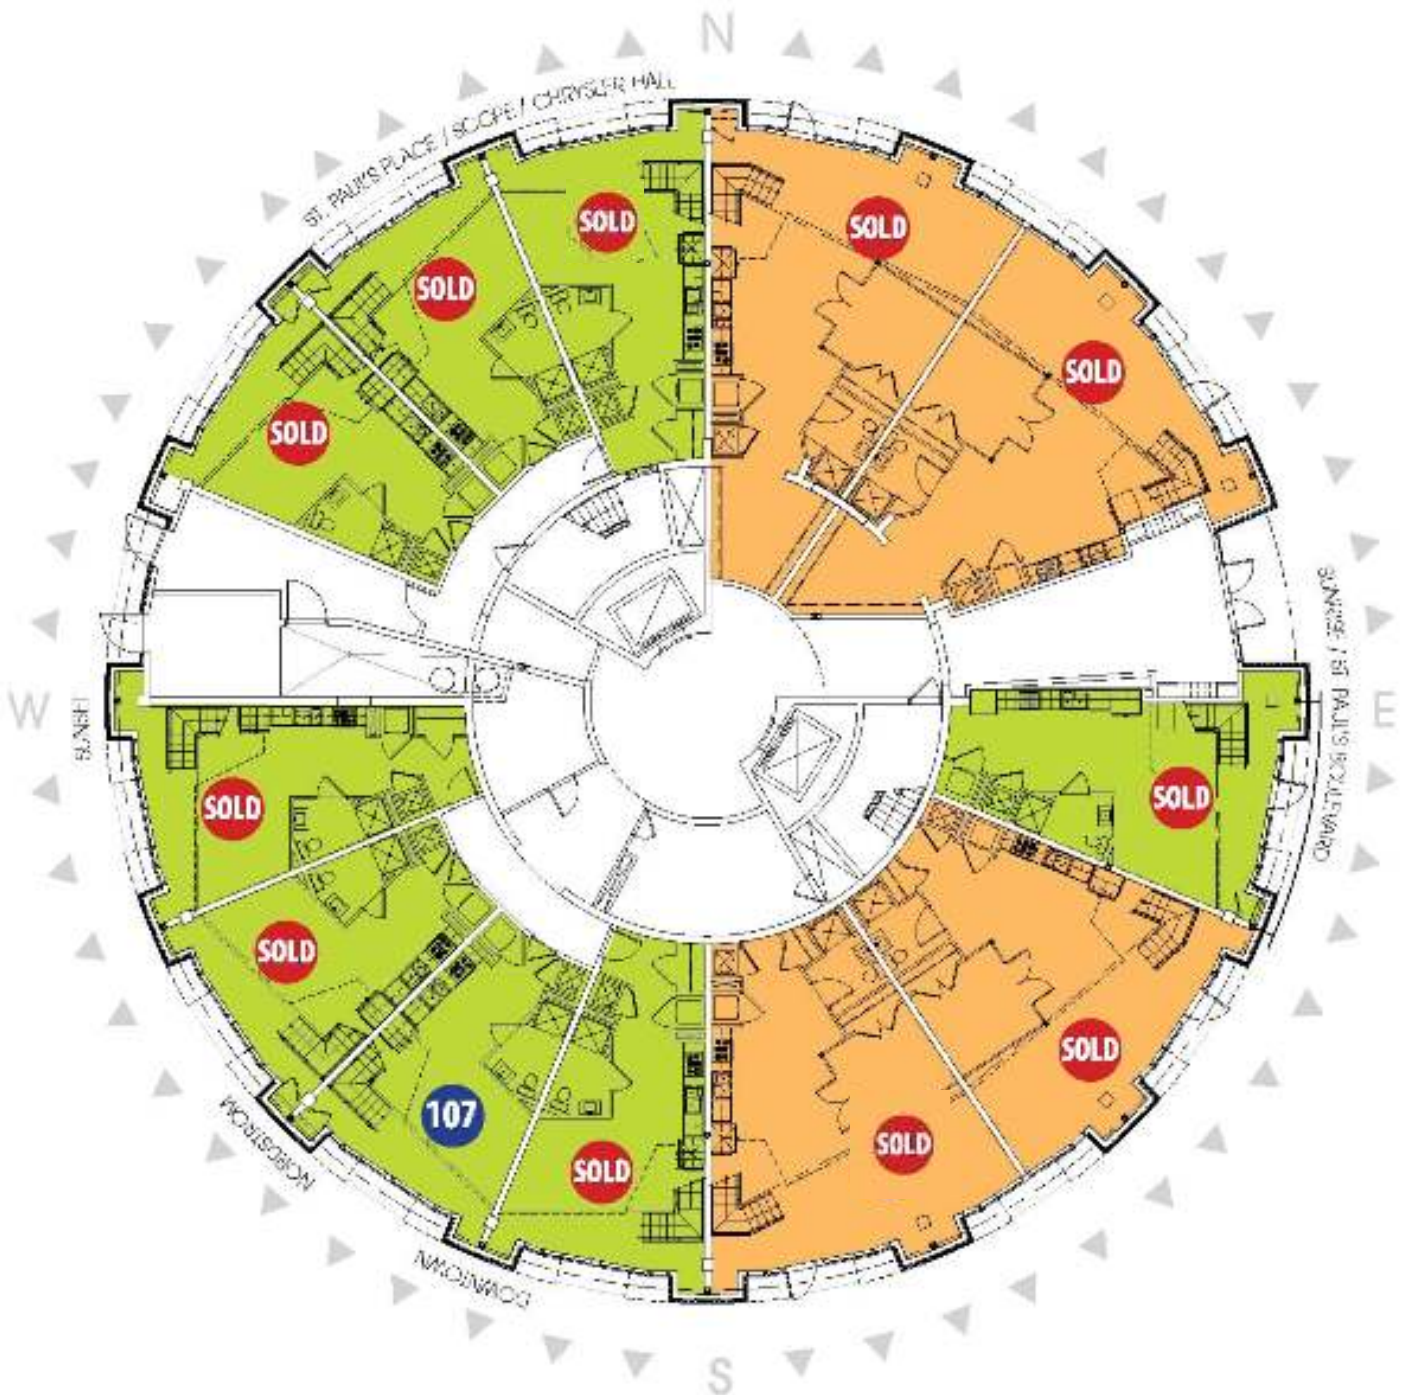 N
ST. PAUL'S PLACE / SCOPE / CHRYSLER HALL
SOLD
SOLD
SOLD
SOLD
SOLD
SUNRISE / ST. PAUL'S BOULEVARD
W
SUNSET
E
SOLD
SOLD
SOLD
SOLD
107
SOLD
SOLD
SOLD
NORDSTROM
DOWNTOWN
S